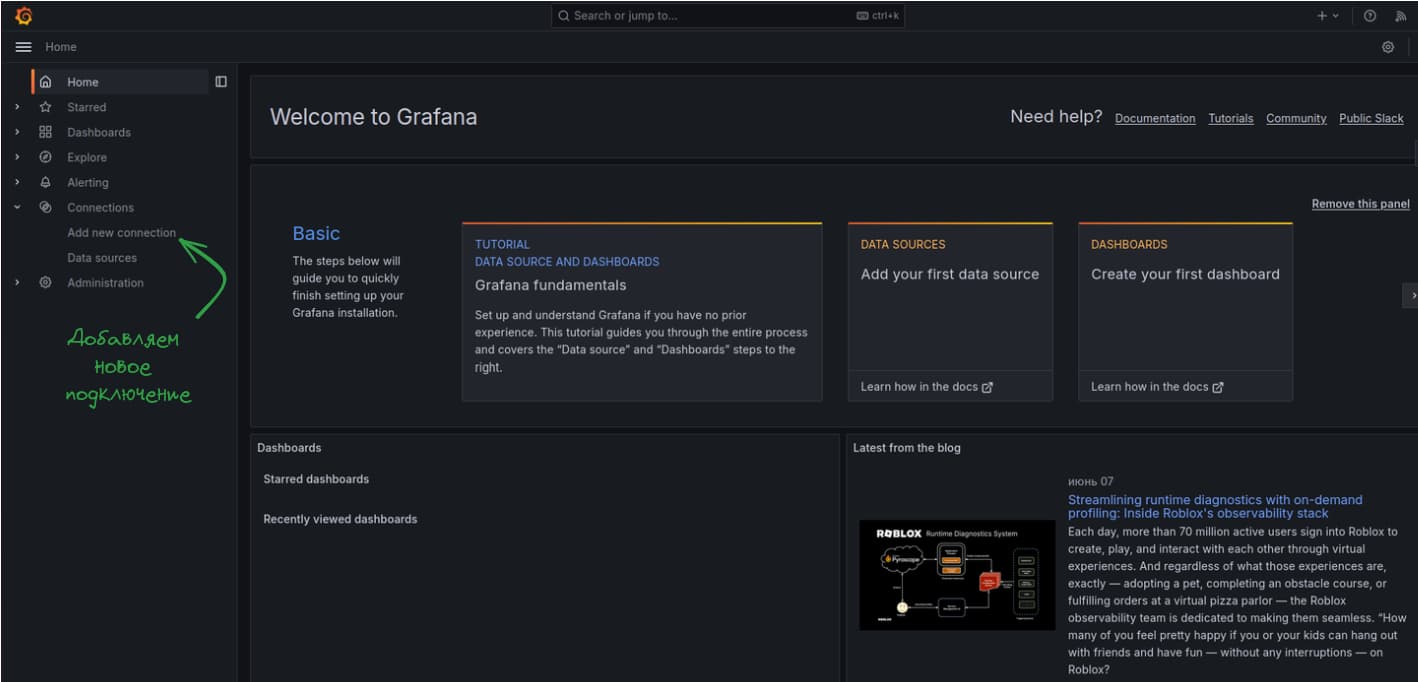 Search or jump to...
ctrl+k
Home
Home
Starred
Dashboards
Explore
Alerting
Connections
Add new connection
Data sources
Administration
Добавляем
новое
подключение
Welcome to Grafana
Need help?
Documentation
Tutorials
Community
Public Slack
Remove this panel
Basic
The steps below will
guide you to quickly
finish setting up your
Grafana installation.
TUTORIAL
DATA SOURCE AND DASHBOARDS
Grafana fundamentals
Set up and understand Grafana if you have no prior
experience. This tutorial guides you through the entire process
and covers the “Data source” and “Dashboards” steps to the
right.
DATA SOURCES
Add your first data source
Learn how in the docs
DASHBOARDS
Create your first dashboard
Learn how in the docs
Dashboards
Starred dashboards
Recently viewed dashboards
Latest from the blog
июнь 07
Streamlining runtime diagnostics with on-demand
profiling: Inside Roblox's observability stack
Each day, more than 70 million active users sign into Roblox to
create, play, and interact with each other through virtual
experiences. And regardless of what those experiences are,
exactly — adopting a pet, completing an obstacle course, or
fulfilling orders at a virtual pizza parlor — the Roblox
observability team is dedicated to making them seamless. “How
many of you feel pretty happy if you or your kids can hang out
with friends and have fun — without any interruptions — on
Roblox?
ROBLOX Runtime Diagnostics System
Pyroscope
ROBLOX